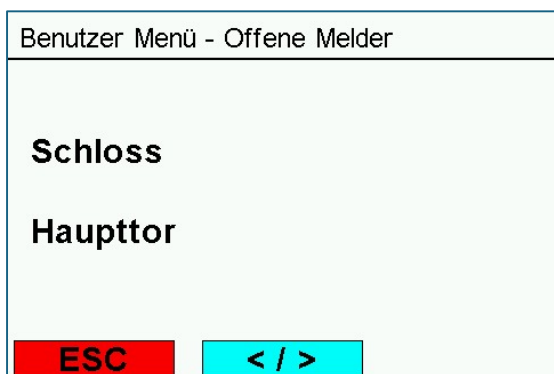 Benutzer Menü - Offene Melder
Schloss
Haupttor
ESC
< / >